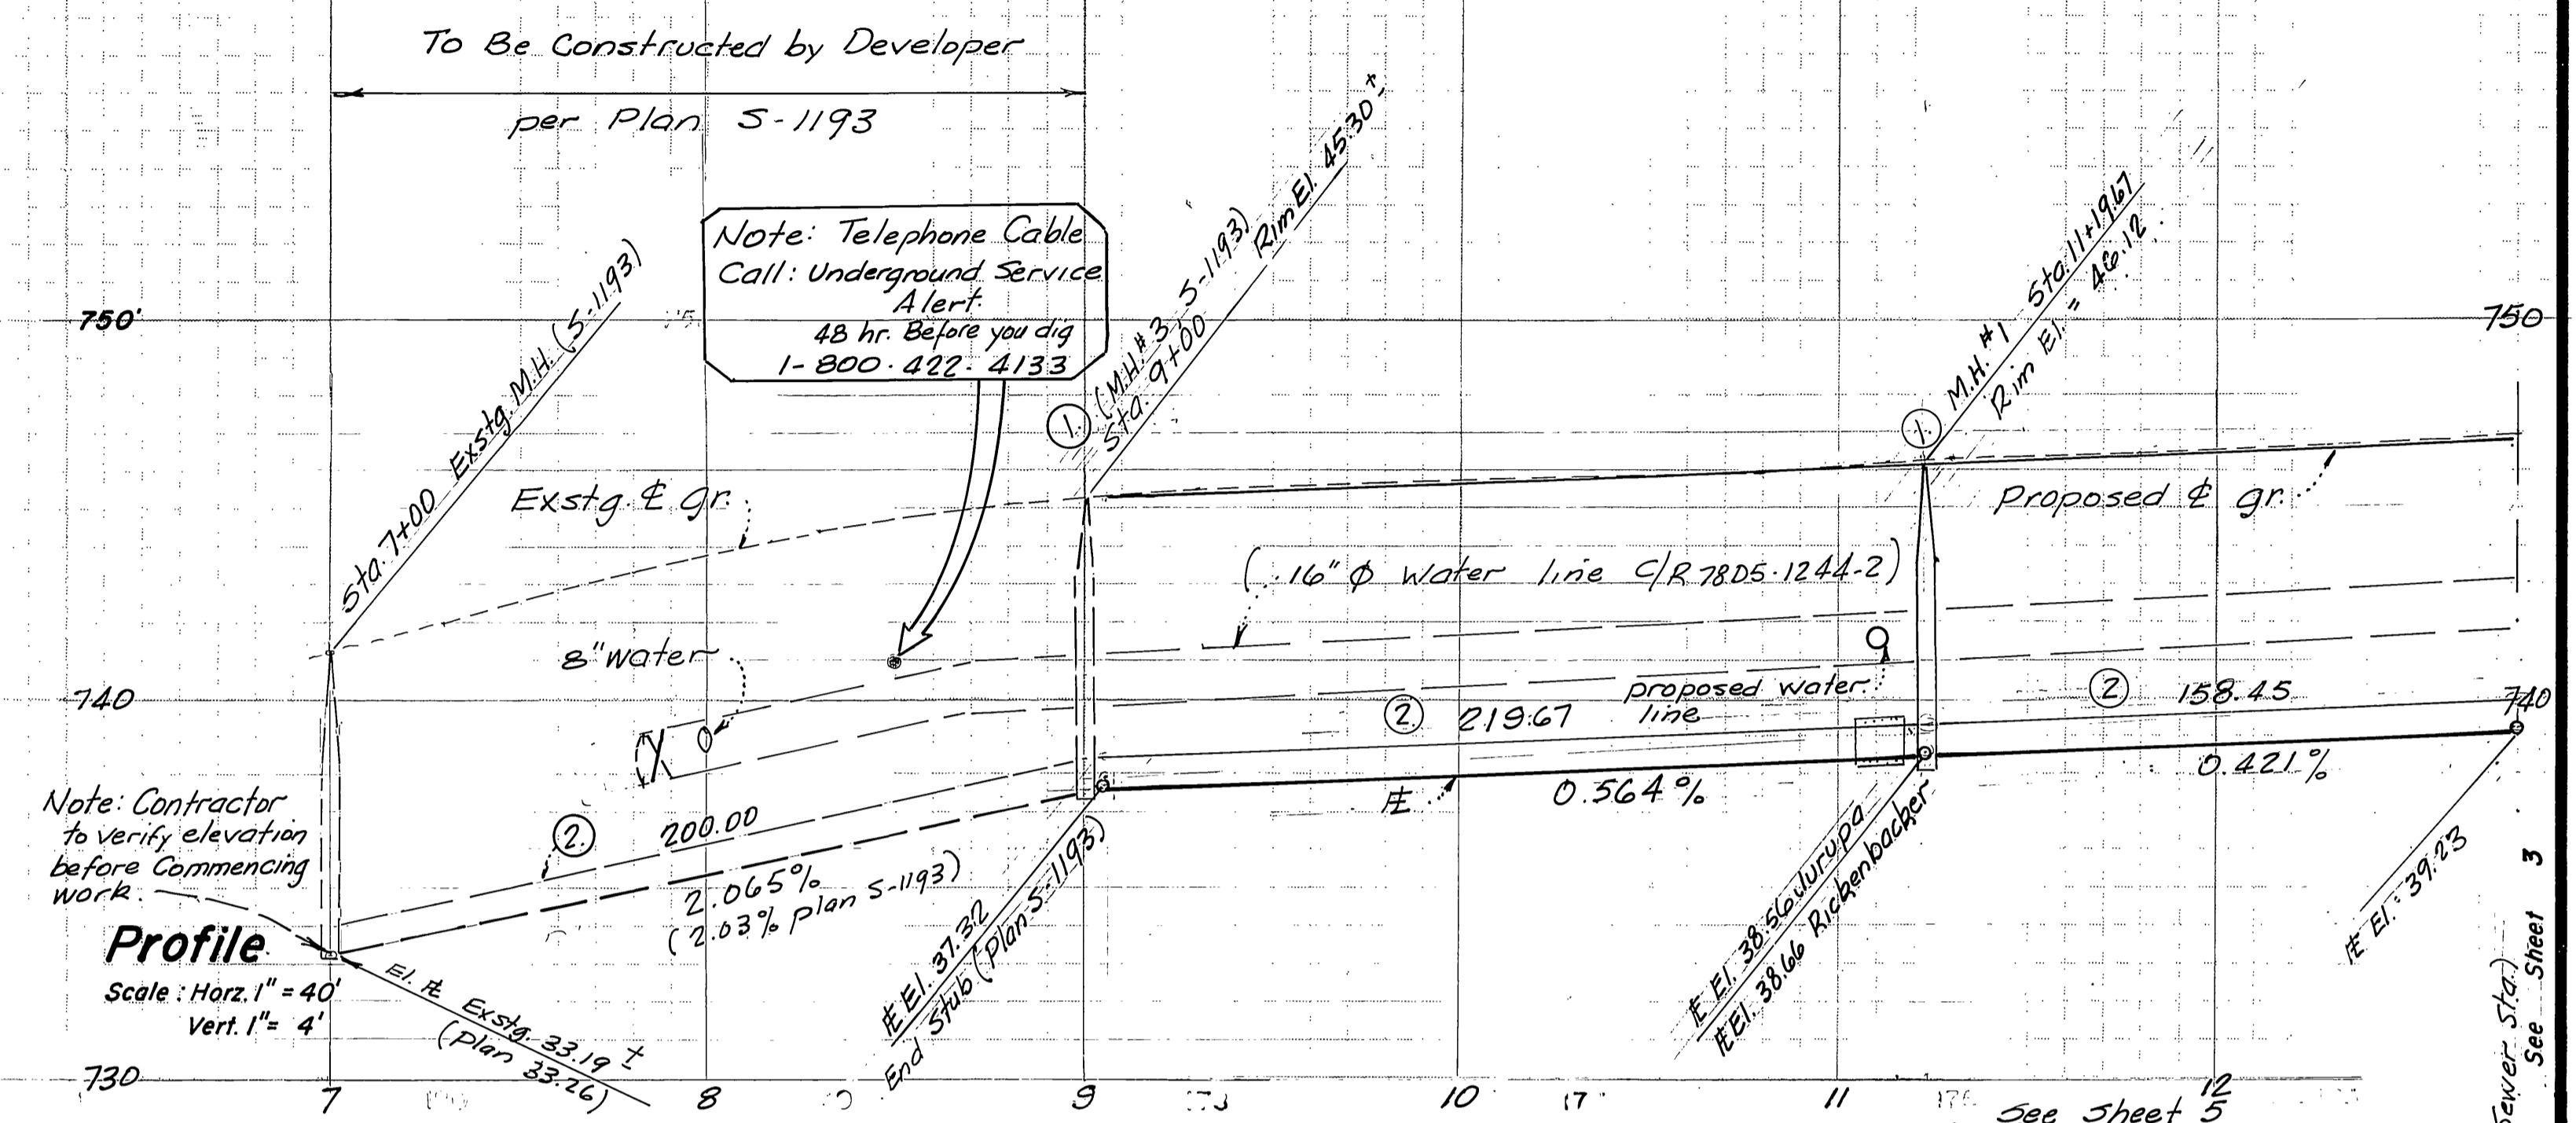 To Be Constructed by Developer
per Plan S-1193
Note: Telephone Cable
Call: Underground Service
Alert
48 hr. Before you dig
1-800-422-4133
750'
750
Sta. 7+00 Exstg. M.H. (S-1193)
1. (M.H.#3, S-1193) Rim El. 45.30 ±
Sta. 9+00
1. M.H. #1 Sta. 11+19.67
Rim El. = 46.12
Exstg. ℄ gr.
Proposed ℄ gr.
(16" Φ Water line C/R 78D5-1244-2)
8" water
proposed water
line
740
740
2. 219.67
2. 158.45
0.564 %
0.421 %
Note: Contractor
to verify elevation
before Commencing
work.
2. 200.00
2.065%
(2.03% plan S-1193)
Profile
Scale: Horz. 1" = 40'
Vert. 1" = 4'
El. Exstg. 33.19 ±
(Plan 33.26)
El. 37.32
End Stub (Plan S-1193)
El. 38.56 Jurupa
El. 38.66 Rickenbacker
El. 39.23
730
7
8
9
10
17
11
12
See Sheet 5
Sewer Sta.)
See Sheet 3